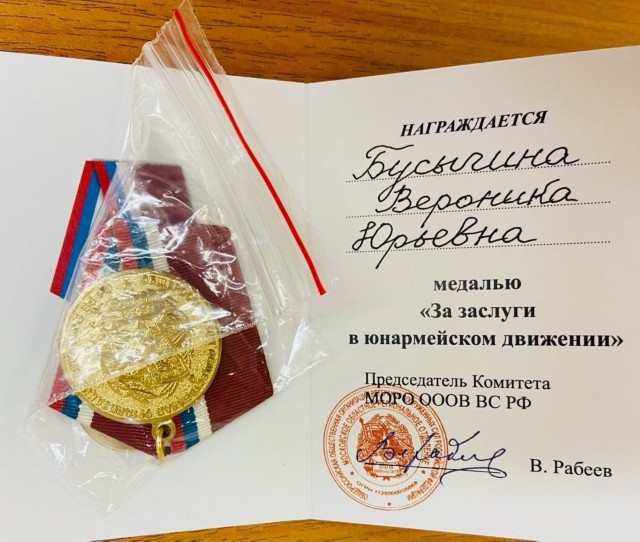 НАГРАЖДАЕТСЯ
Бусыгина
Вероника
Юрьевна
медалью
«За заслуги
в юнармейском движении»
Председатель Комитета
МОРО ОООВ ВС РФ
В. Рабеев